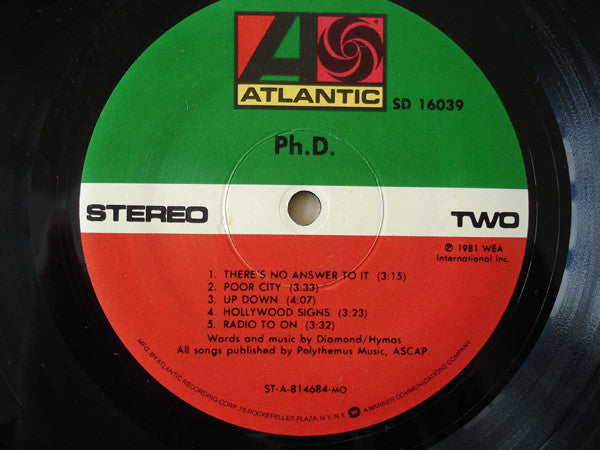 ATLANTIC
SD 16039
Ph.D.
STEREO
TWO
℗ 1981 WEA
International Inc.
1. THERE'S NO ANSWER TO IT (3:15)
2. POOR CITY (3:33)
3. UP DOWN (4:07)
4. HOLLYWOOD SIGNS (3:23)
5. RADIO TO ON (3:32)
Words and music by Diamond/Hymas
All songs published by Polythemus Music, ASCAP.
ST-A-814684-MO
MFG. BY ATLANTIC RECORDING CORP., 75 ROCKEFELLER PLAZA, N.Y. N.Y. A WARNER COMMUNICATIONS COMPANY